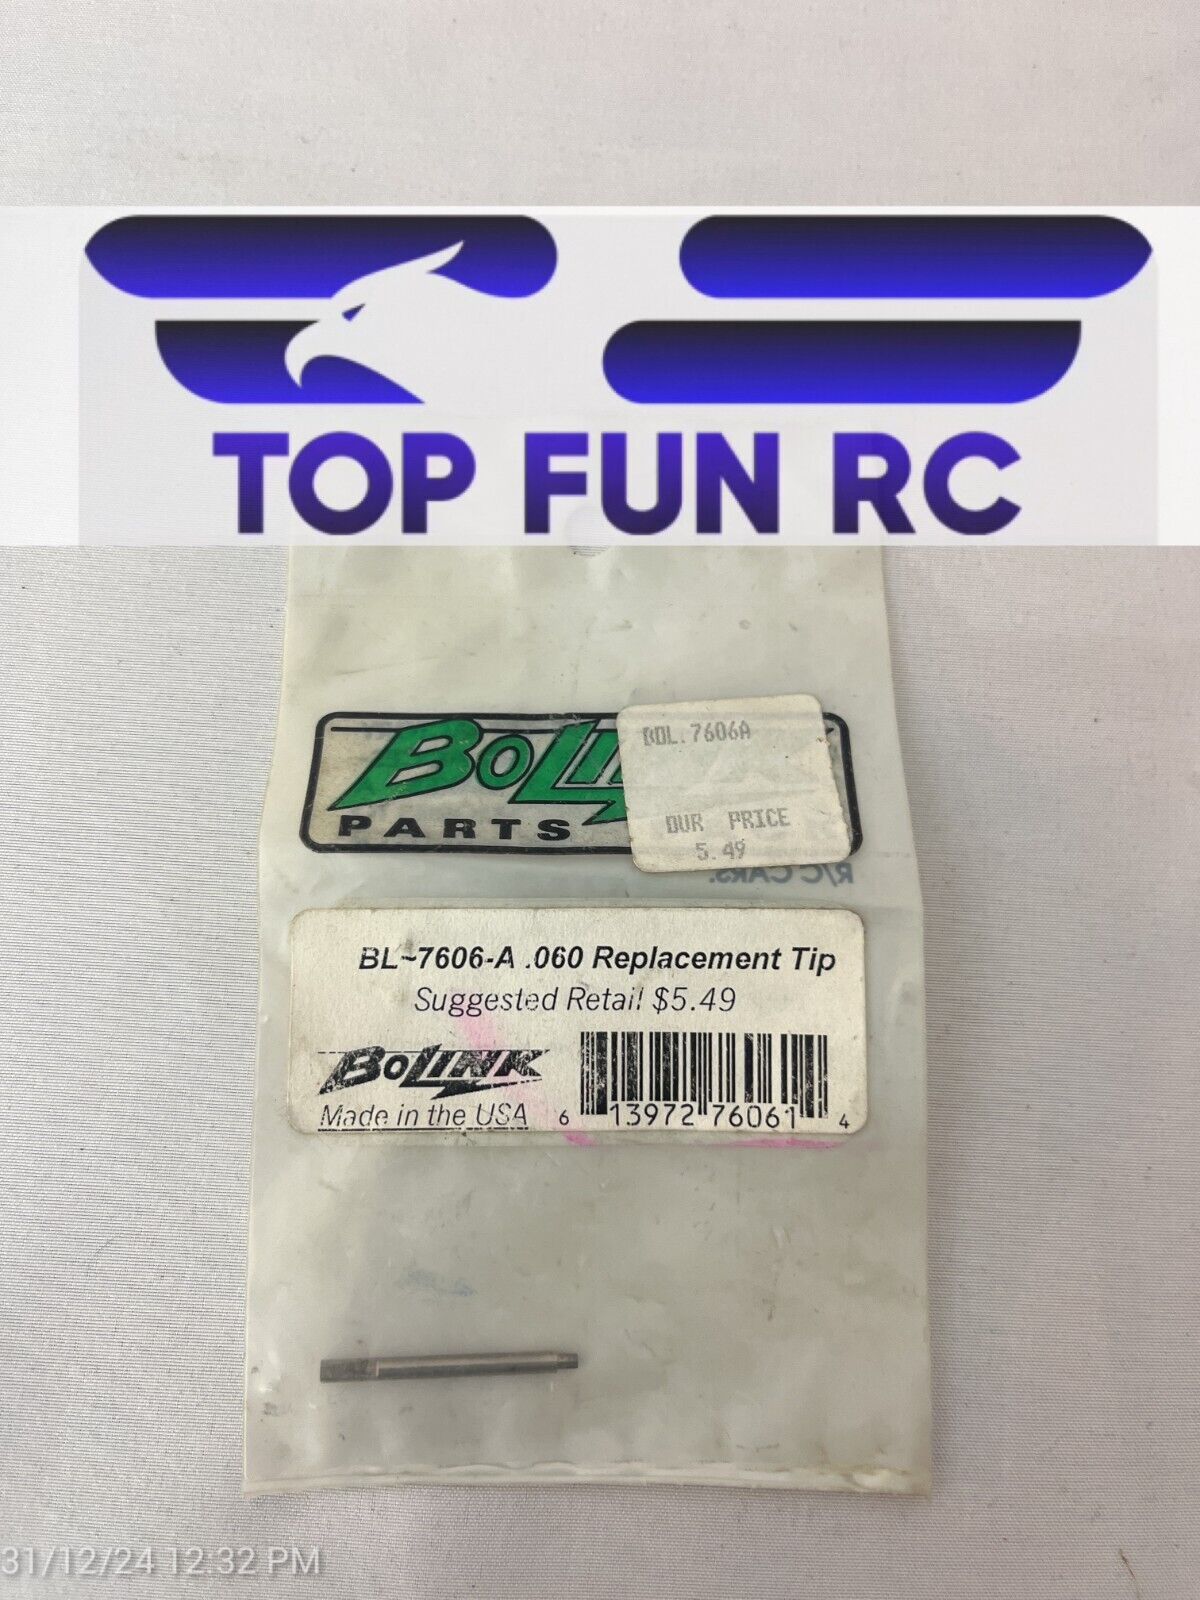 TOP FUN RC
BOLINK
PARTS
BOL.7606A
OUR PRICE
5.49
R/C CARS.
BL-7606-A .060 Replacement Tip
Suggested Retail $5.49
BOLINK
Made in the USA
6 13972 76061 4
31/12/24 12:32 PM